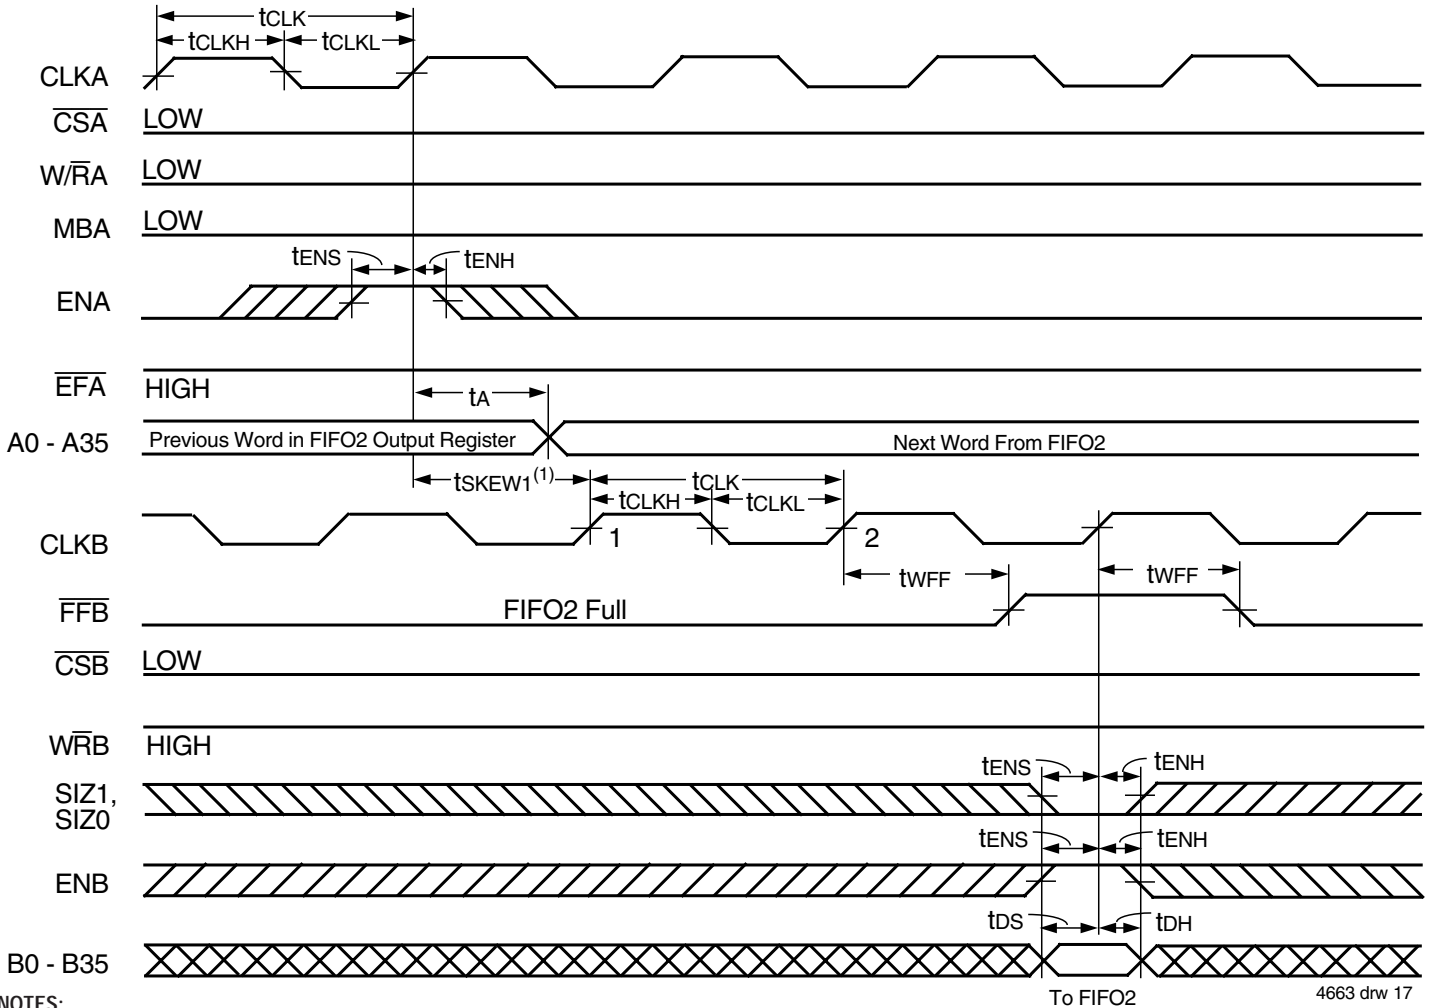 tCLK
tCLKH tCLKL
CLKA
CSA LOW
W/RA LOW
MBA LOW
tENS tENH
ENA
EFA HIGH
tA
A0 - A35 Previous Word in FIFO2 Output Register Next Word From FIFO2
tSKEW1(1) tCLK
tCLKH tCLKL
CLKB 1 2
tWFF tWFF
FFB FIFO2 Full
CSB LOW
WRB HIGH
tENS tENH
SIZ1,
SIZ0
tENS tENH
ENB
tDS tDH
B0 - B35
To FIFO2 4663 drw 17
NOTES: